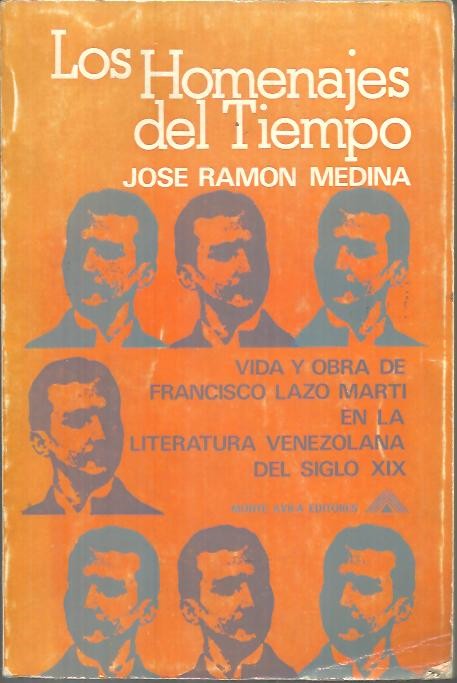 Los Homenajes
del Tiempo
JOSE RAMON MEDINA
VIDA Y OBRA DE
FRANCISCO LAZO MARTI
EN LA
LITERATURA VENEZOLANA
DEL SIGLO XIX
MONTE AVILA EDITORES